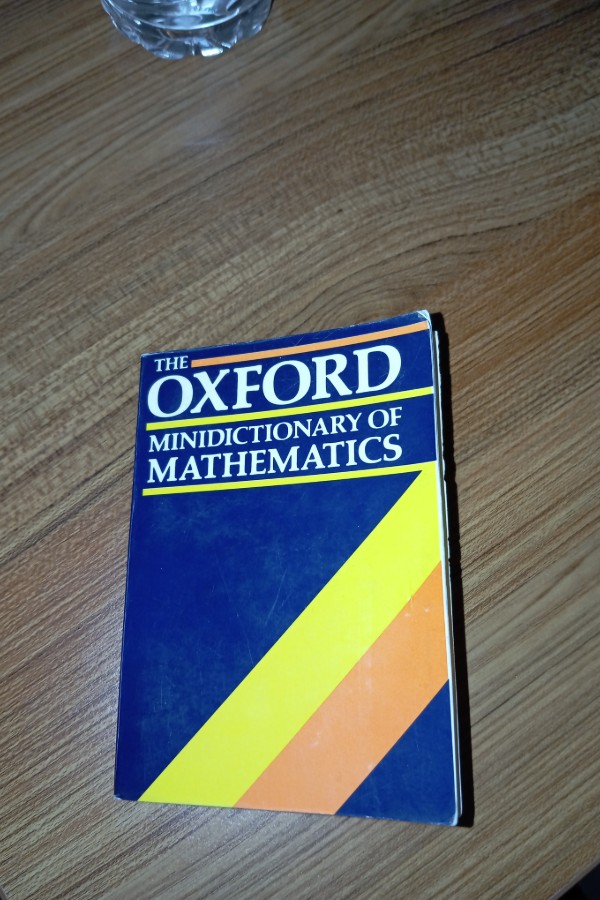 THE
OXFORD
MINIDICTIONARY OF
MATHEMATICS